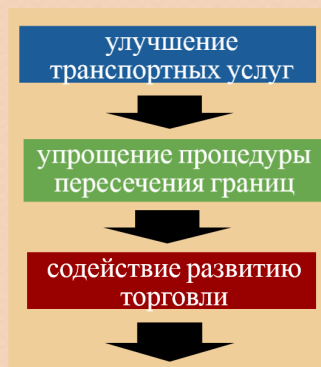 улучшение
транспортных услуг
упрощение процедуры
пересечения границ
содействие развитию
торговли